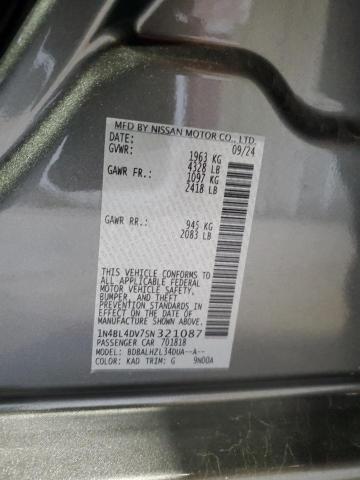 MFD BY NISSAN MOTOR CO., LTD.
DATE: 09/24
GVWR: 1963 KG
4328 LB
GAWR FR.: 1097 KG
2418 LB
GAWR RR.: 945 KG
2083 LB
THIS VEHICLE CONFORMS TO
ALL APPLICABLE FEDERAL
MOTOR VEHICLE SAFETY,
BUMPER, AND THEFT
PREVENTION STANDARDS IN
EFFECT ON THE DATE OF
MANUFACTURE SHOWN ABOVE.
1N4BL4DV7SN321087
PASSENGER CAR 701818
MODEL: BDBALHZL34DUA--A--
COLOR: KAD TRIM: G 9N00A